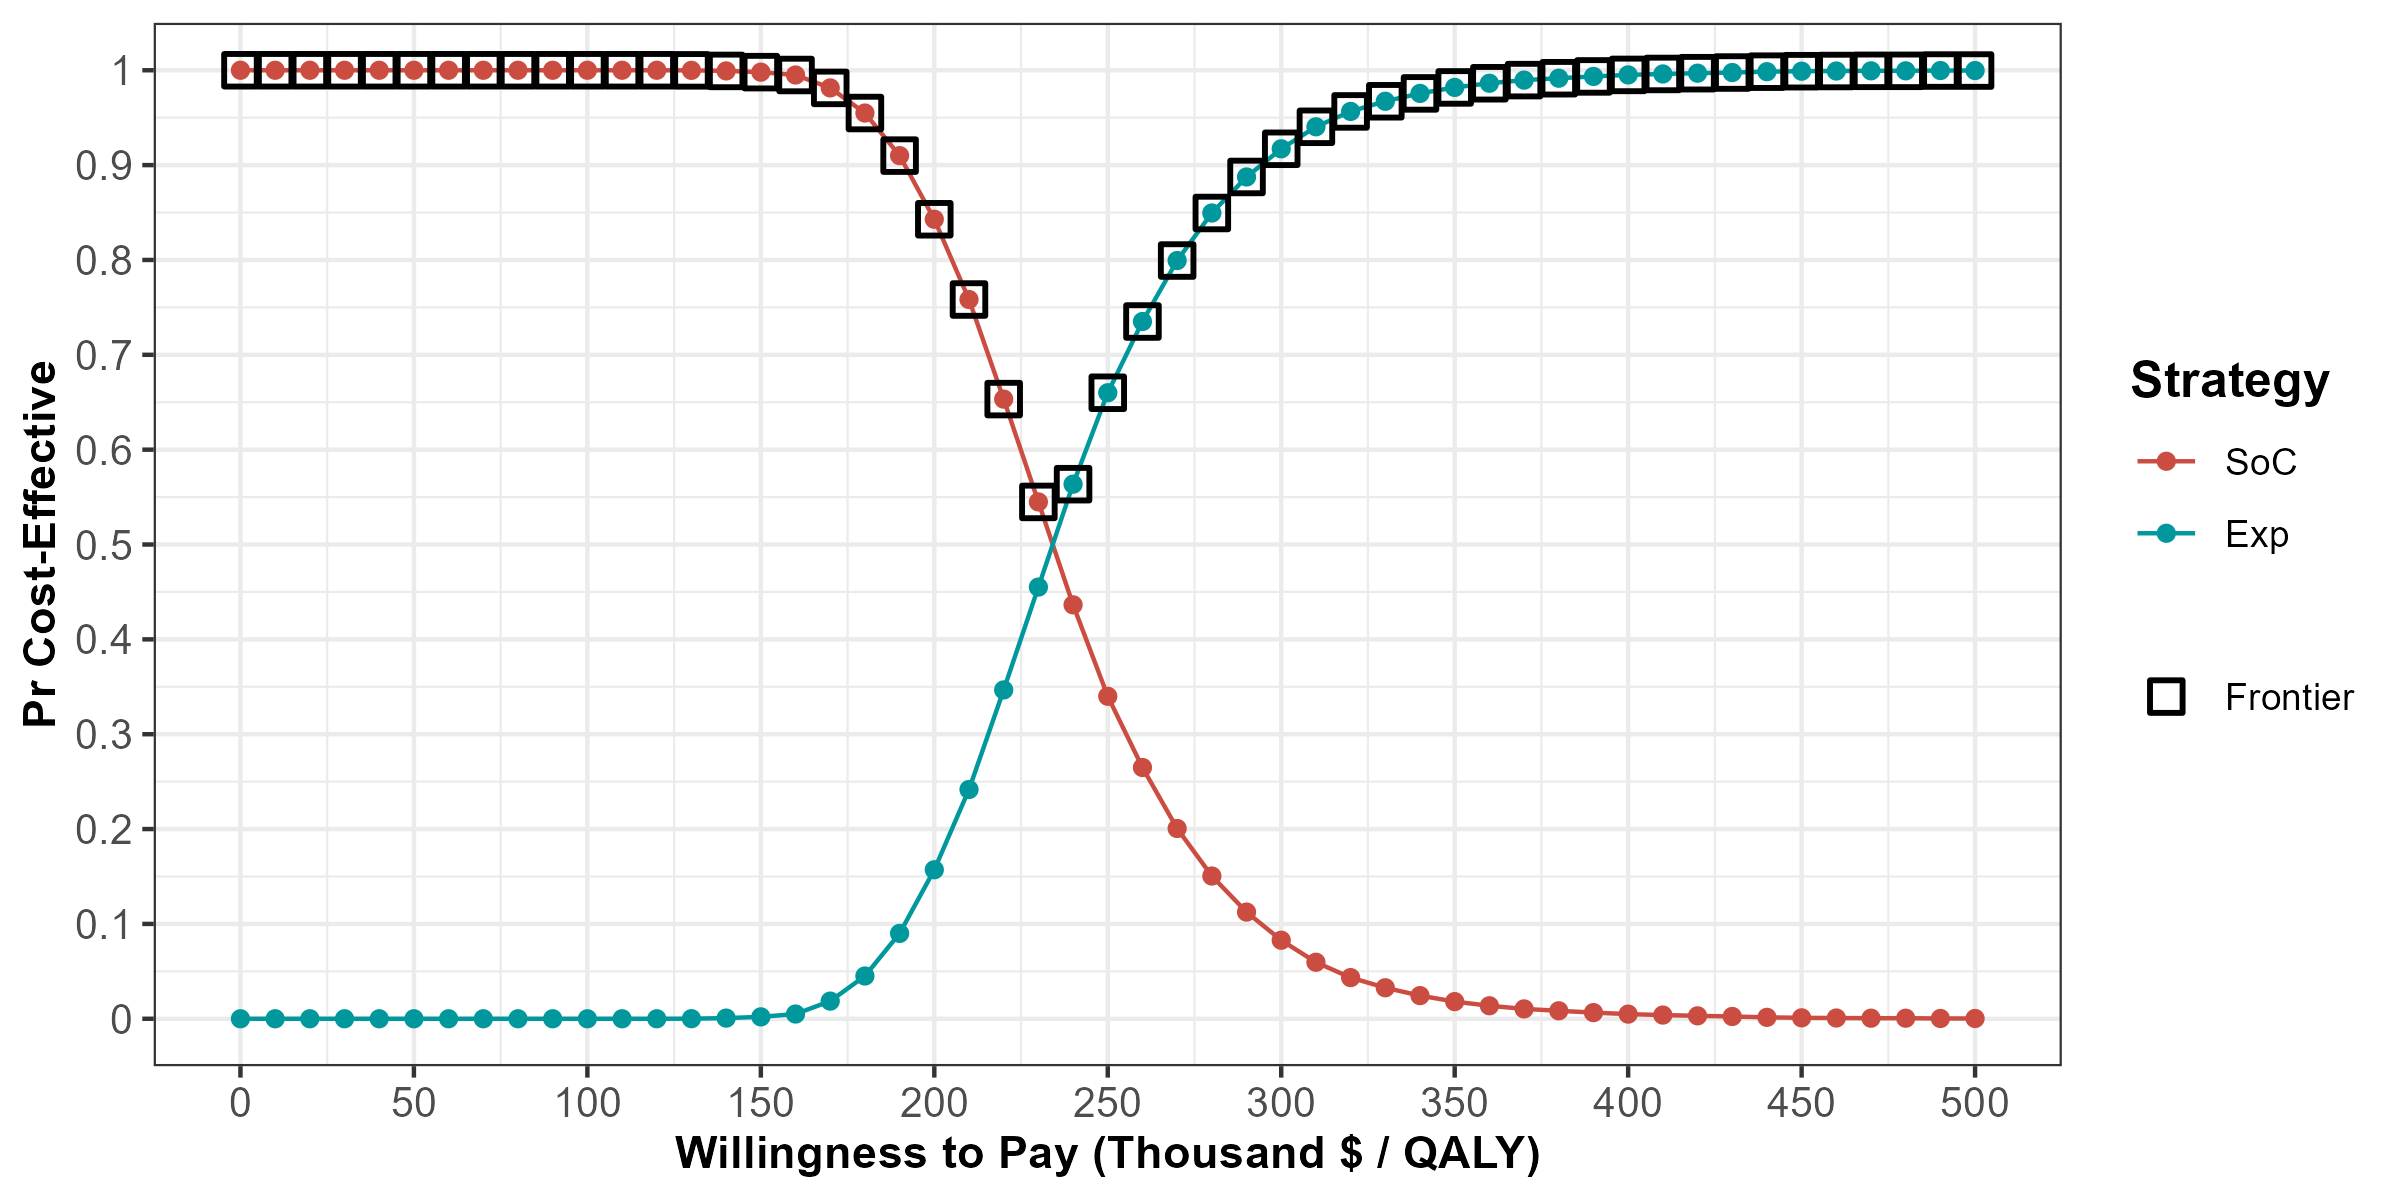 1
0.9
0.8
0.7
0.6
0.5
0.4
0.3
0.2
0.1
0
Pr Cost-Effective
0 50 100 150 200 250 300 350 400 450 500
Willingness to Pay (Thousand $ / QALY)
Strategy
SoC
Exp
Frontier